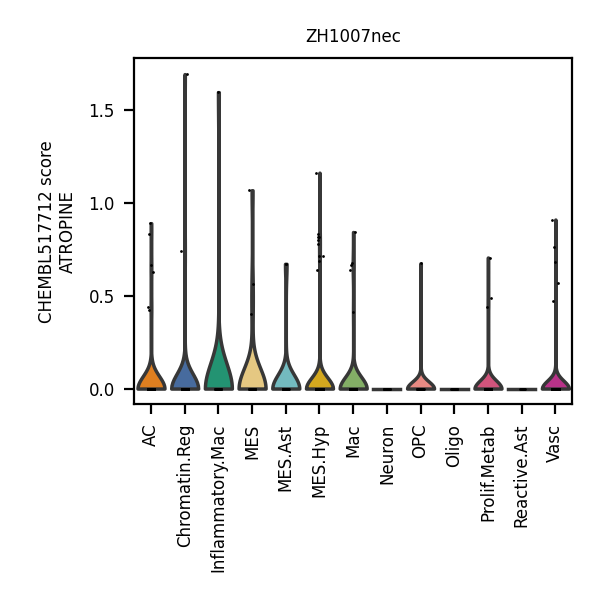 ZH1007nec
CHEMBL517712 score
ATROPINE
1.5
1.0
0.5
0.0
AC
Chromatin.Reg
Inflammatory.Mac
MES
MES.Ast
MES.Hyp
Mac
Neuron
OPC
Oligo
Prolif.Metab
Reactive.Ast
Vasc